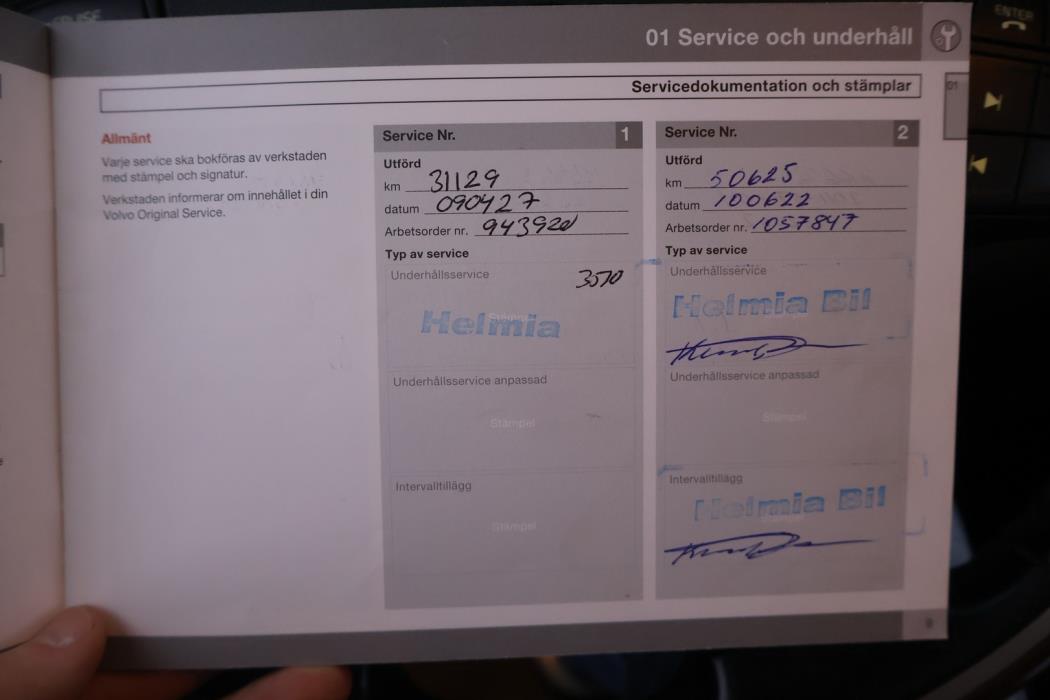 01 Service och underhåll
Servicedokumentation och stämplar
01
Allmänt
Varje service ska bokföras av verkstaden
med stämpel och signatur.
Verkstaden informerar om innehållet i din
Volvo Original Service.
Service Nr. 1
Utförd
km 31129
datum 090427
Arbetsorder nr.
Typ av service
Underhållsservice 3570
Stämpel
Helmia
Underhållsservice anpassad
Stämpel
Intervalltillägg
Stämpel
Service Nr. 2
Utförd
km 50625
datum 100622
Arbetsorder nr. 1057847
Typ av service
Underhållsservice
Helmia Bil
Underhållsservice anpassad
Stämpel
Intervalltillägg
Helmia Bil
9
ENTER